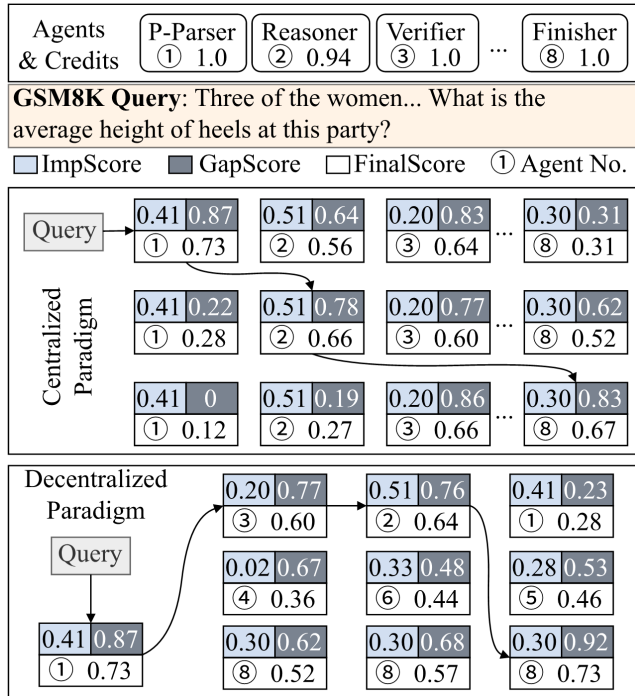 Agents & Credits
P-Parser ① 1.0
Reasoner ② 0.94
Verifier ③ 1.0
...
Finisher ⑧ 1.0
GSM8K Query: Three of the women... What is the
average height of heels at this party?
ImpScore GapScore FinalScore ① Agent No.
Centralized Paradigm
Query
0.41 0.87 0.51 0.64 0.20 0.83 ... 0.30 0.31
① 0.73 ② 0.56 ③ 0.64 ⑧ 0.31
0.41 0.22 0.51 0.78 0.20 0.77 ... 0.30 0.62
① 0.28 ② 0.66 ③ 0.60 ⑧ 0.52
0.41 0 0.51 0.19 0.20 0.86 ... 0.30 0.83
① 0.12 ② 0.27 ③ 0.66 ⑧ 0.67
Decentralized
Paradigm
Query
0.41 0.87
① 0.73
0.20 0.77 0.51 0.76 0.41 0.23
③ 0.60 ② 0.64 ① 0.28
0.02 0.67 0.33 0.48 0.28 0.53
④ 0.36 ⑥ 0.44 ⑤ 0.46
0.30 0.62 0.30 0.68 0.30 0.92
⑧ 0.52 ⑧ 0.57 ⑧ 0.73